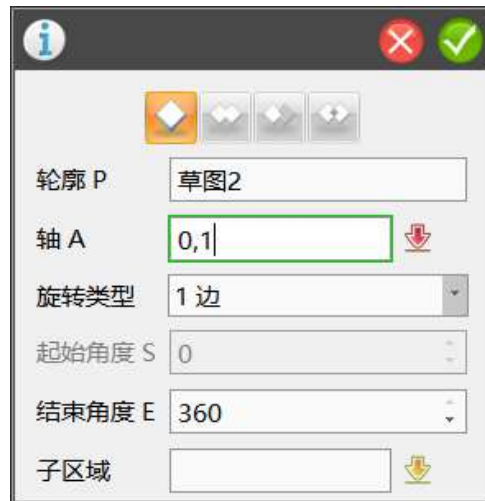 轮廓 P 草图2
轴 A 0,1
旋转类型 1 边
起始角度 S 0
结束角度 E 360
子区域